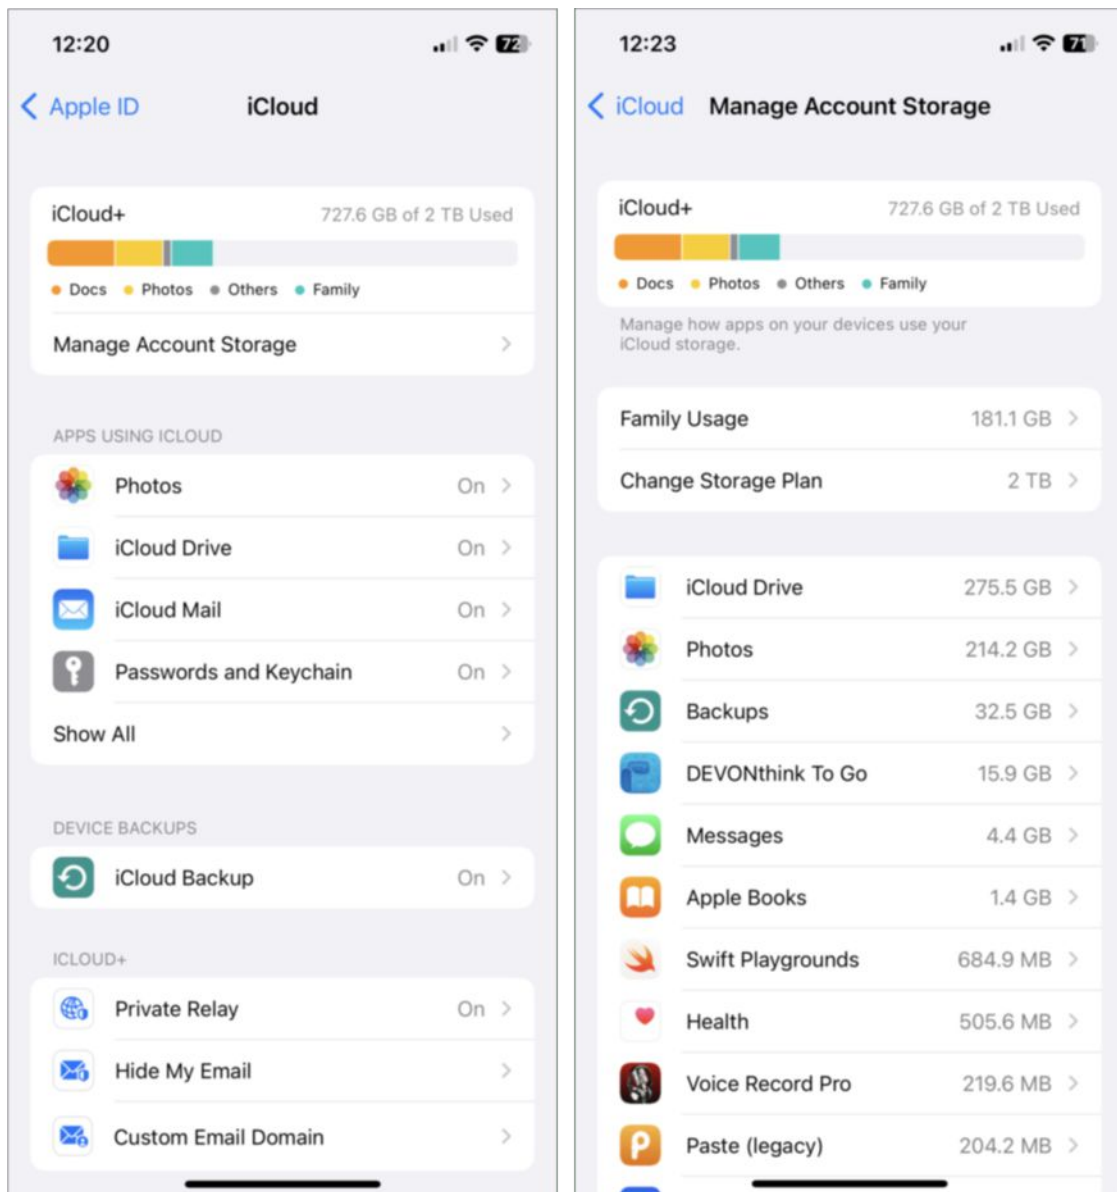 12:20
72
Apple ID
iCloud
iCloud+
727.6 GB of 2 TB Used
Docs Photos Others Family
Manage Account Storage
APPS USING ICLOUD
Photos On
iCloud Drive On
iCloud Mail On
Passwords and Keychain On
Show All
DEVICE BACKUPS
iCloud Backup On
ICLOUD+
Private Relay On
Hide My Email
Custom Email Domain
12:23
71
iCloud
Manage Account Storage
iCloud+
727.6 GB of 2 TB Used
Docs Photos Others Family
Manage how apps on your devices use your
iCloud storage.
Family Usage 181.1 GB
Change Storage Plan 2 TB
iCloud Drive 275.5 GB
Photos 214.2 GB
Backups 32.5 GB
DEVONthink To Go 15.9 GB
Messages 4.4 GB
Apple Books 1.4 GB
Swift Playgrounds 684.9 MB
Health 505.6 MB
Voice Record Pro 219.6 MB
Paste (legacy) 204.2 MB